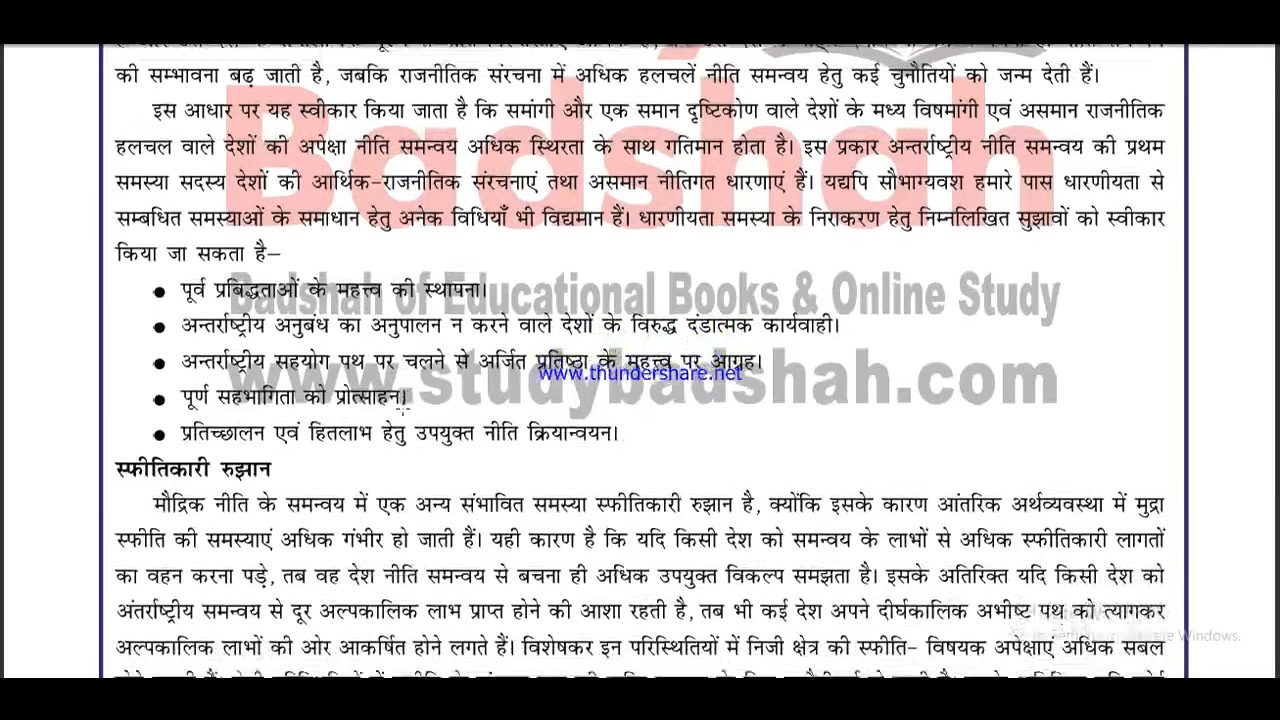 की सम्भावना बढ़ जाती है, जबकि राजनीतिक संरचना में अधिक हलचलें नीति समन्वय हेतु कई चुनौतियों को जन्म देती हैं।
इस आधार पर यह स्वीकार किया जाता है कि समांगी और एक समान दृष्टिकोण वाले देशों के मध्य विषमांगी एवं असमान राजनीतिक
हलचल वाले देशों की अपेक्षा नीति समन्वय अधिक स्थिरता के साथ गतिमान होता है। इस प्रकार अन्तर्राष्ट्रीय नीति समन्वय की प्रथम
समस्या सदस्य देशों की आर्थिक-राजनीतिक संरचनाएं तथा असमान नीतिगत धारणाएं हैं। यद्यपि सौभाग्यवश हमारे पास धारणीयता से
सम्बधित समस्याओं के समाधान हेतु अनेक विधियाँ भी विद्यमान हैं। धारणीयता समस्या के निराकरण हेतु निम्नलिखित सुझावों को स्वीकार
किया जा सकता है–
Badshah
● पूर्व प्रबिद्धताओं के महत्त्व की स्थापना।
Badshah of Educational Books & Online Study
● अन्तर्राष्ट्रीय अनुबंध का अनुपालन न करने वाले देशों के विरुद्ध दंडात्मक कार्यवाही।
● अन्तर्राष्ट्रीय सहयोग पथ पर चलने से अर्जित प्रतिष्ठा के महत्त्व पर आग्रह।
www.thundershare.net
www.studybadshah.com
● पूर्ण सहभागिता को प्रोत्साहन।
● प्रतिच्छालन एवं हितलाभ हेतु उपयुक्त नीति क्रियान्वयन।
स्फीतिकारी रुझान
मौद्रिक नीति के समन्वय में एक अन्य संभावित समस्या स्फीतिकारी रुझान है, क्योंकि इसके कारण आंतरिक अर्थव्यवस्था में मुद्रा
स्फीति की समस्याएं अधिक गंभीर हो जाती हैं। यही कारण है कि यदि किसी देश को समन्वय के लाभों से अधिक स्फीतिकारी लागतों
का वहन करना पड़े, तब वह देश नीति समन्वय से बचना ही अधिक उपयुक्त विकल्प समझता है। इसके अतिरिक्त यदि किसी देश को
अंतर्राष्ट्रीय समन्वय से दूर अल्पकालिक लाभ प्राप्त होने की आशा रहती है, तब भी कई देश अपने दीर्घकालिक अभीष्ट पथ को त्यागकर
अल्पकालिक लाभों की ओर आकर्षित होने लगते हैं। विशेषकर इन परिस्थितियों में निजी क्षेत्र की स्फीति- विषयक अपेक्षाए अधिक सबल
Windows.